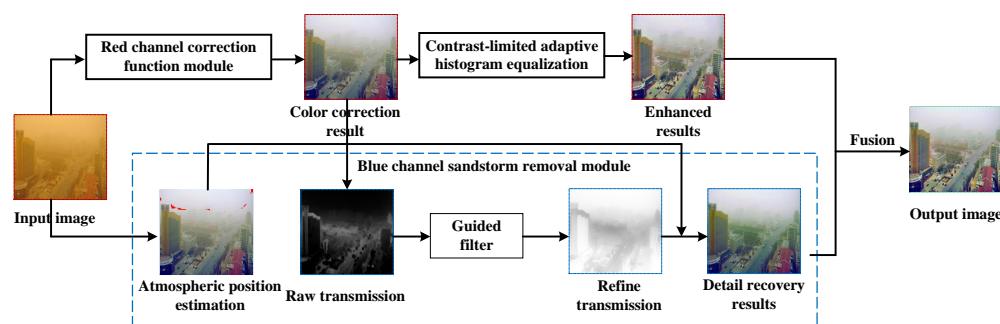 Red channel correction
function module
Contrast-limited adaptive
histogram equalization
Color correction
result
Enhanced
results
Fusion
Input image
Blue channel sandstorm removal module
Output image
Guided
filter
Atmospheric position
estimation
Raw transmission
Refine
transmission
Detail recovery
results